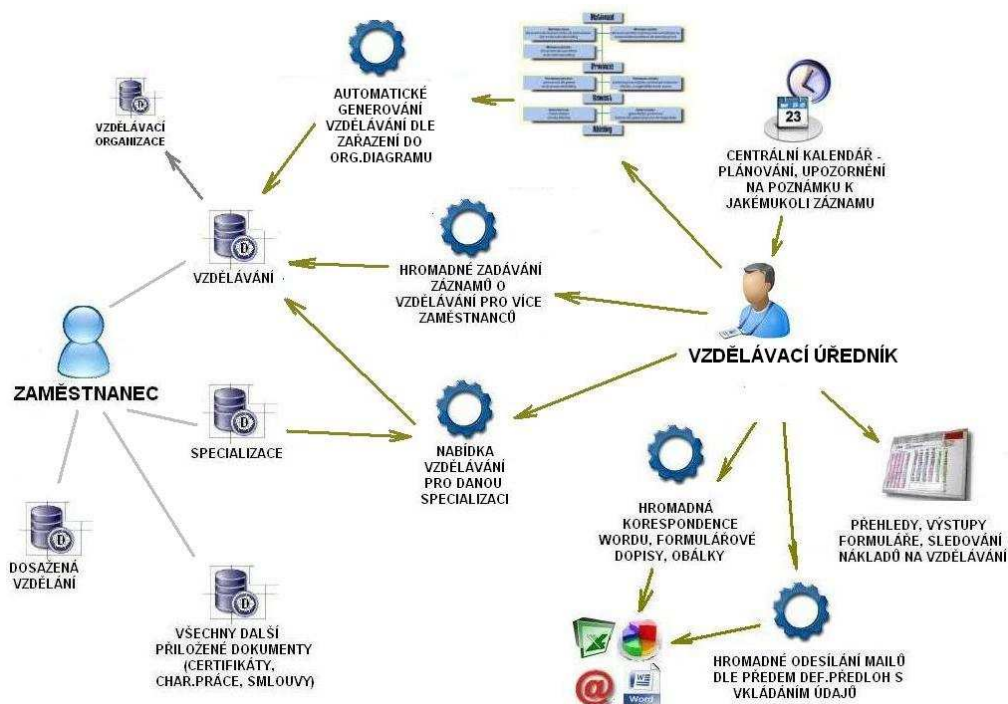 AUTOMATICKÉ
GENEROVÁNÍ
VZDĚLÁVÁNÍ DLE
ZAŘAZENÍ DO
ORG.DIAGRAMU
VZDĚLÁVACÍ
ORGANIZACE
23
CENTRÁLNÍ KALENDÁŘ -
PLÁNOVÁNÍ, UPOZORNĚNÍ
NA POZNÁMKU K
JAKÉMUKOLI ZÁZNAMU
D
D
VZDĚLÁVÁNÍ
HROMADNÉ ZADÁVÁNÍ
ZÁZNAMŮ O
VZDĚLÁVÁNÍ PRO VÍCE
ZAMĚSTNANCŮ
VZDĚLÁVACÍ ÚŘEDNÍK
ZAMĚSTNANEC
D
SPECIALIZACE
NABÍDKA
VZDĚLÁVÁNÍ
PRO DANOU
SPECIALIZACI
HROMADNÁ
KORESPONDENCE
WORDU, FORMULÁŘOVÉ
DOPISY, OBÁLKY
PŘEHLEDY, VÝSTUPY
FORMULÁŘE, SLEDOVÁNÍ
NÁKLADŮ NA VZDĚLÁVÁNÍ
D
DOSAŽENÁ
VZDĚLÁNÍ
D
VŠECHNY DALŠÍ
PŘILOŽENÉ DOKUMENTY
(CERTIFIKÁTY,
CHAR.PRÁCE, SMLOUVY)
@
W
Word
HROMADNÉ ODESÍLÁNÍ MAILŮ
DLE PŘEDEM DEF.PŘEDLOH S
VKLÁDÁNÍM ÚDAJŮ